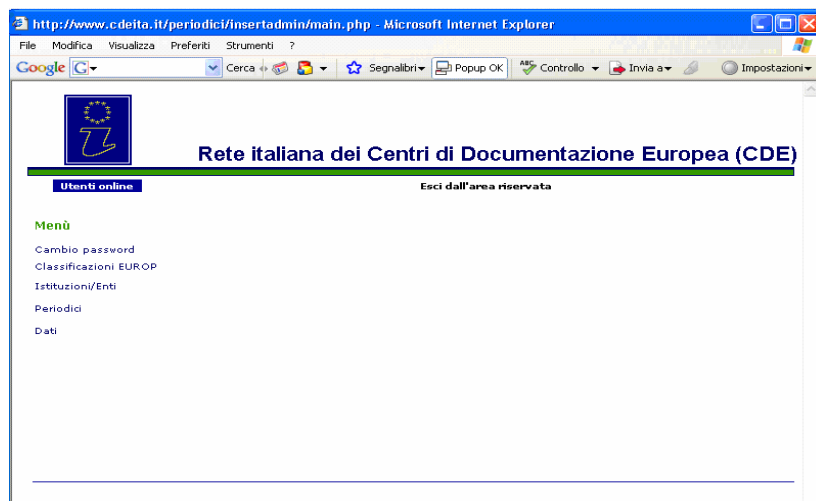 http://www.cdeita.it/periodici/insertadmin/main.php - Microsoft Internet Explorer
File Modifica Visualizza Preferiti Strumenti ?
Google G Cerca Segnalibri Popup OK ABC Controllo Invia a Impostazioni
i
Rete italiana dei Centri di Documentazione Europea (CDE)
Utenti online Esci dall'area riservata
Menù
Cambio password
Classificazioni EUROP
Istituzioni/Enti
Periodici
Dati